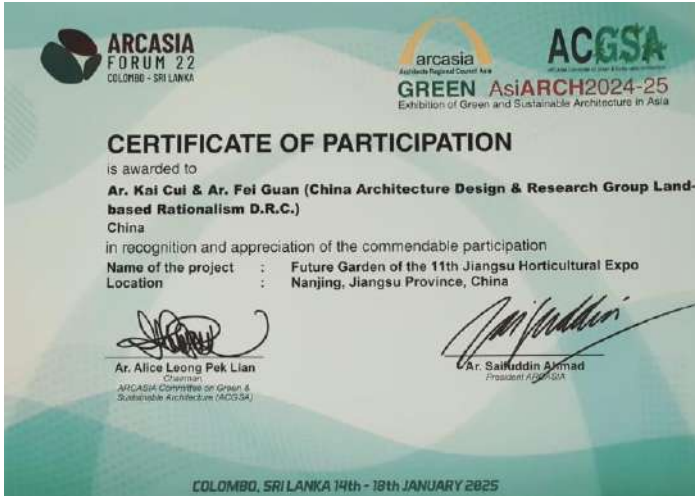 ARCASIA
FORUM 22
COLOMBO - SRI LANKA
arcasia
Architects Regional Council Asia
ACGSA
GREEN AsiARCH2024-25
Exhibition of Green and Sustainable Architecture in Asia
CERTIFICATE OF PARTICIPATION
is awarded to
Ar. Kai Cui & Ar. Fei Guan (China Architecture Design & Research Group Land-
based Rationalism D.R.C.)
China
in recognition and appreciation of the commendable participation
Name of the project : Future Garden of the 11th Jiangsu Horticultural Expo
Location : Nanjing, Jiangsu Province, China
Ar. Alice Leong Pek Lian
Chairman
ARCASIA Committee on Green &
Sustainable Architecture (ACGSA)
Ar. Saifuddin Ahmad
President ARCASIA
COLOMBO, SRI LANKA 14th - 18th JANUARY 2025